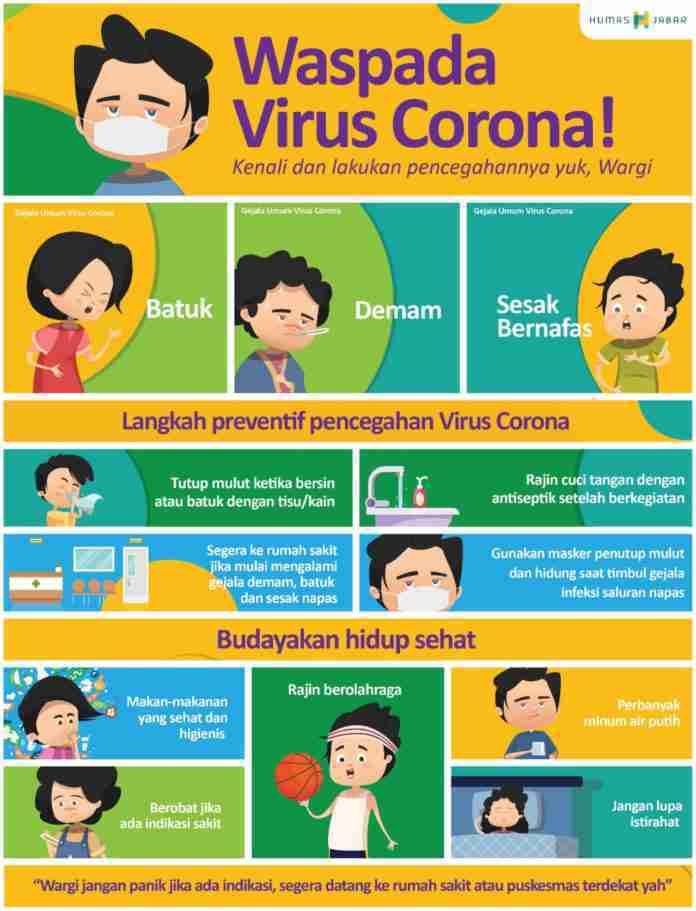 HUMAS JABAR
Waspada
Virus Corona!
Kenali dan lakukan pencegahannya yuk, Wargi
Gejala Umum Virus Corona
Batuk
Gejala Umum Virus Corona
Demam
Gejala Umum Virus Corona
Sesak
Bernafas
Langkah preventif pencegahan Virus Corona
Tutup mulut ketika bersin
atau batuk dengan tisu/kain
Rajin cuci tangan dengan
antiseptik setelah berkegiatan
Segera ke rumah sakit
jika mulai mengalami
gejala demam, batuk
dan sesak napas
Gunakan masker penutup mulut
dan hidung saat timbul gejala
infeksi saluran napas
Budayakan hidup sehat
Makan-makanan
yang sehat dan
higienis
Rajin berolahraga
Perbanyak
minum air putih
Berobat jika
ada indikasi sakit
Jangan lupa
istirahat
“Wargi jangan panik jika ada indikasi, segera datang ke rumah sakit atau puskesmas terdekat yah”